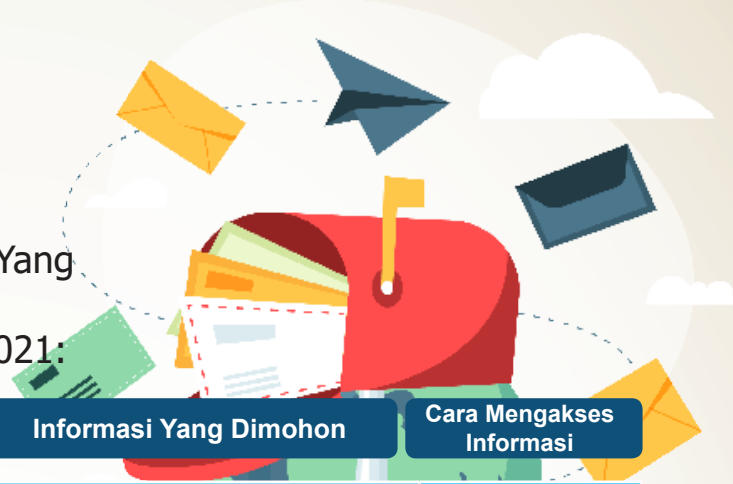 Yang
021:
Informasi Yang Dimohon
Cara Mengakses
Informasi